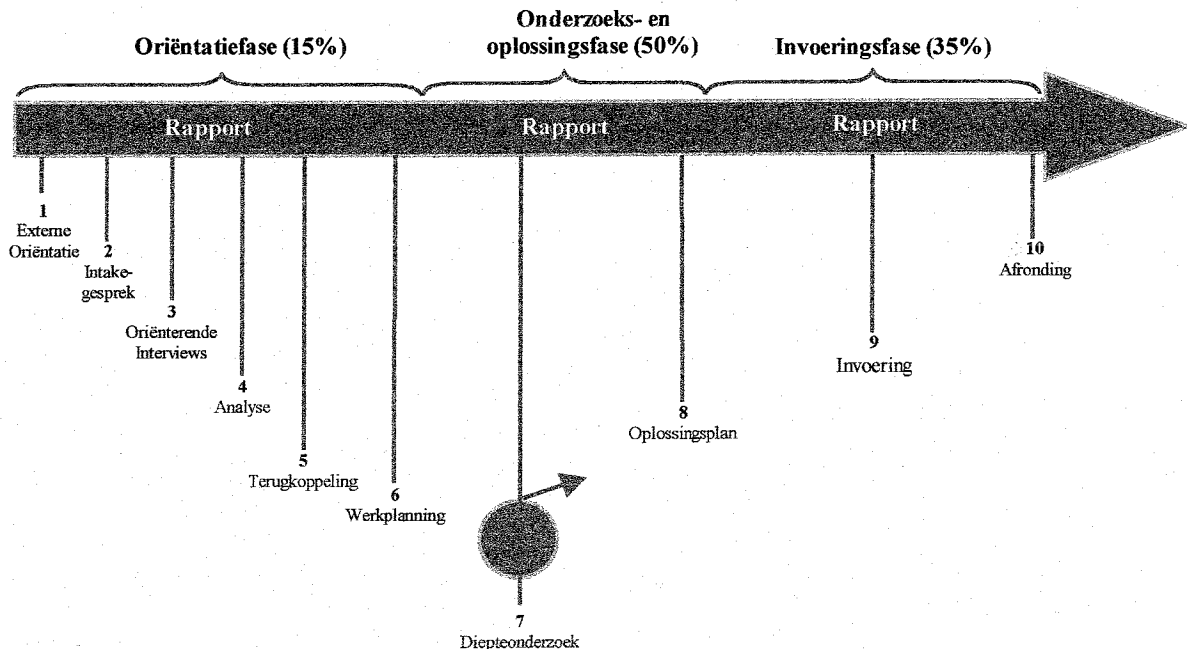 Onderzoeks- en
Oriëntatiefase (15%)
oplossingsfase (50%)
Invoeringsfase (35%)
Rapport
Rapport
Rapport
1
Externe
Oriëntatie
2
Intake-
gesprek
3
Oriënterende
Interviews
4
Analyse
5
Terugkoppeling
6
Werkplanning
7
Diepteonderzoek
8
Oplossingsplan
9
Invoering
10
Afronding